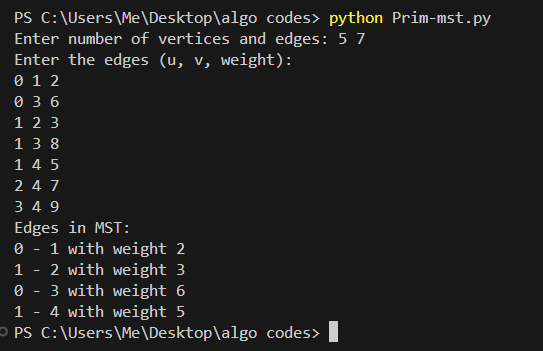 PS C:\Users\Me\Desktop\algo codes> python Prim-mst.py
Enter number of vertices and edges: 5 7
Enter the edges (u, v, weight):
0 1 2
0 3 6
1 2 3
1 3 8
1 4 5
2 4 7
3 4 9
Edges in MST:
0 - 1 with weight 2
1 - 2 with weight 3
0 - 3 with weight 6
1 - 4 with weight 5
PS C:\Users\Me\Desktop\algo codes>